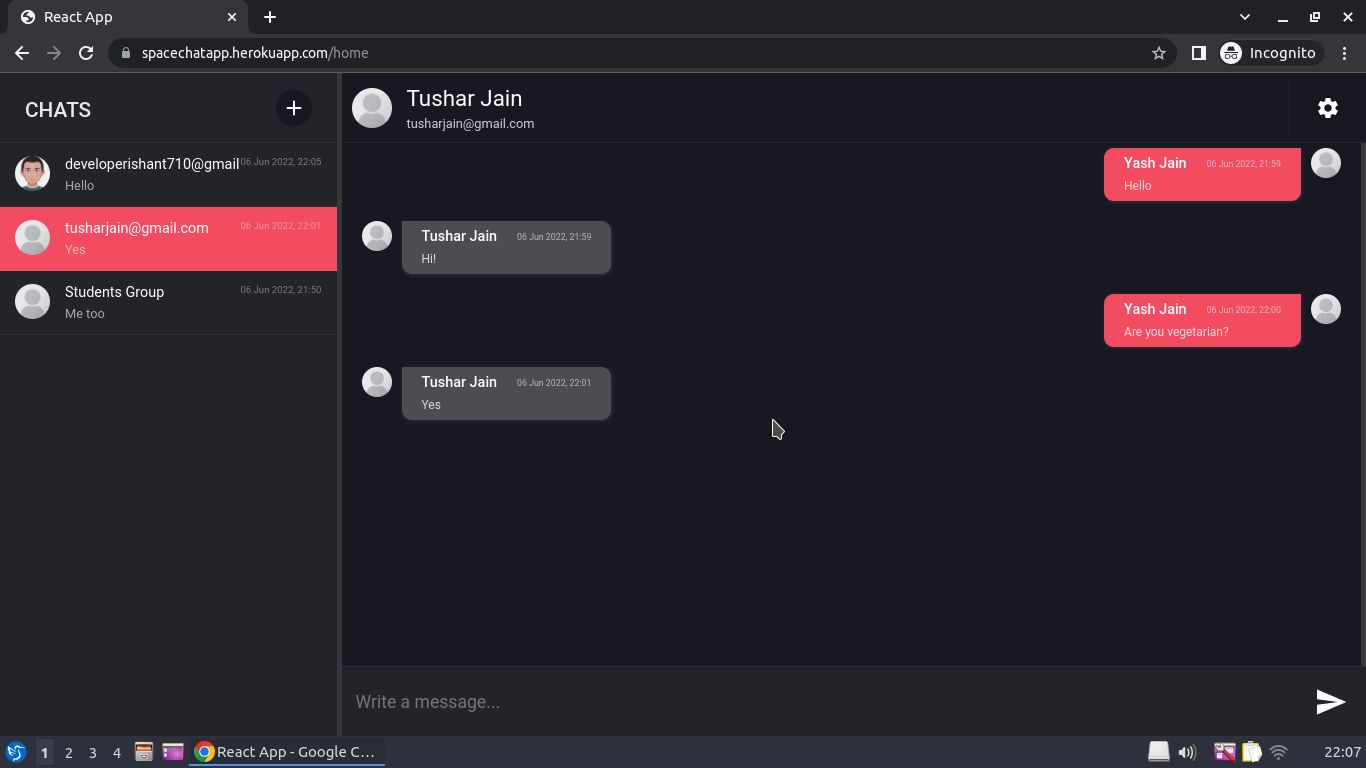 React App
spacechatapp.herokuapp.com/home
Incognito
CHATS
developerishant710@gmail
06 Jun 2022, 22:05
Hello
tusharjain@gmail.com
06 Jun 2022, 22:01
Yes
Students Group
06 Jun 2022, 21:50
Me too
Tushar Jain
tusharjain@gmail.com
Yash Jain 06 Jun 2022, 21:59
Hello
Tushar Jain 06 Jun 2022, 21:59
Hi!
Yash Jain 06 Jun 2022, 22:00
Are you vegetarian?
Tushar Jain 06 Jun 2022, 22:01
Yes
Write a message...
1 2 3 4 React App - Google C... 22:07